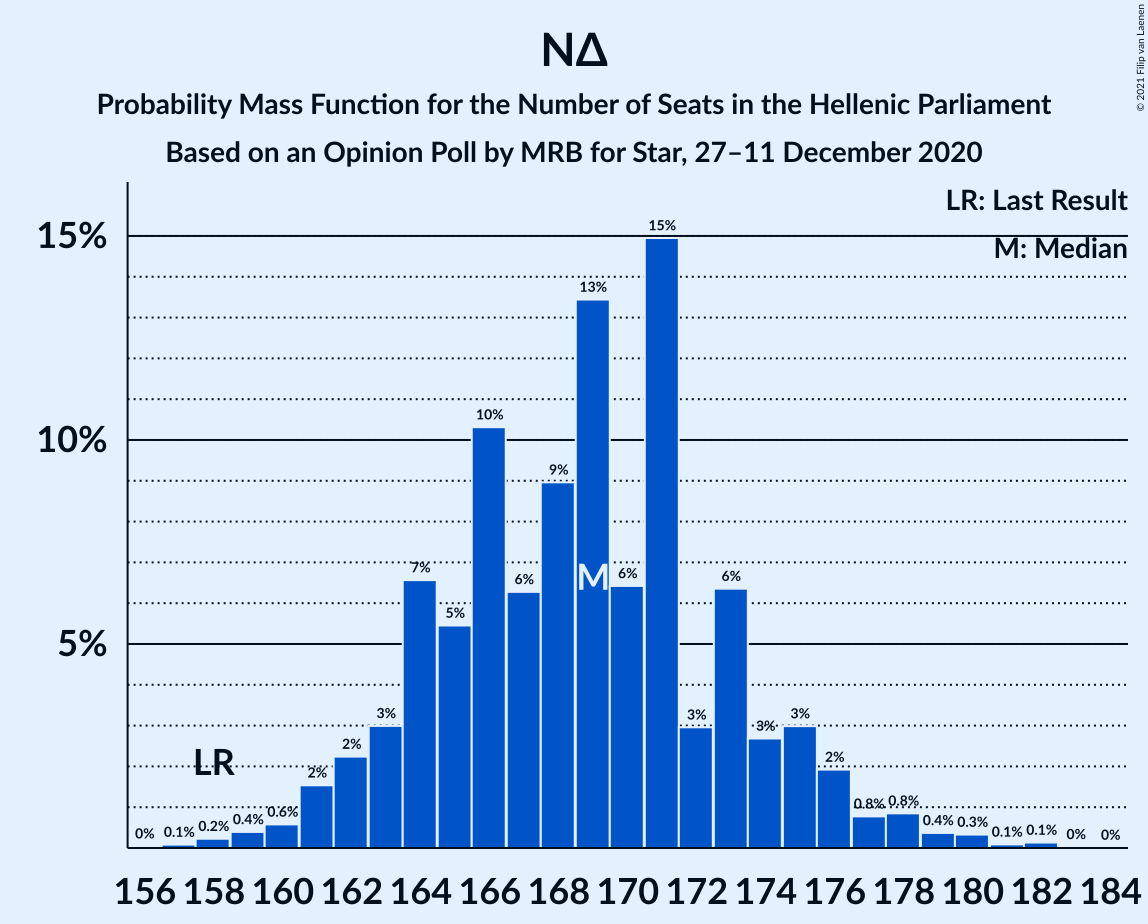 © 2021 Filip van Laenen
ΝΔ
Probability Mass Function for the Number of Seats in the Hellenic Parliament
Based on an Opinion Poll by MRB for Star, 27–11 December 2020
LR: Last Result
M: Median
15%
10%
5%
0% 0.1% 0.2% 0.4% 0.6% 2% 2% 3% 7% 5% 10% 6% 9% 13% 6% 15% 3% 6% 3% 3% 2% 0.8% 0.8% 0.4% 0.3% 0.1% 0.1% 0% 0%
LR
M
156 158 160 162 164 166 168 170 172 174 176 178 180 182 184